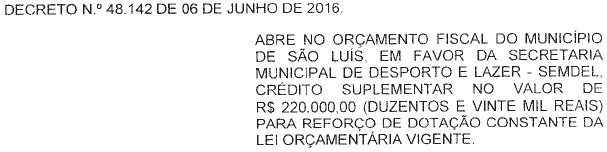 DECRETO N.º 48.142 DE 06 DE JUNHO DE 2016.
ABRE NO ORÇAMENTO FISCAL DO MUNICÍPIO
DE SÃO LUÍS, EM FAVOR DA SECRETARIA
MUNICIPAL DE DESPORTO E LAZER - SEMDEL,
CRÉDITO SUPLEMENTAR NO VALOR DE
R$ 220.000,00 (DUZENTOS E VINTE MIL REAIS)
PARA REFORÇO DE DOTAÇÃO CONSTANTE DA
LEI ORÇAMENTÁRIA VIGENTE.